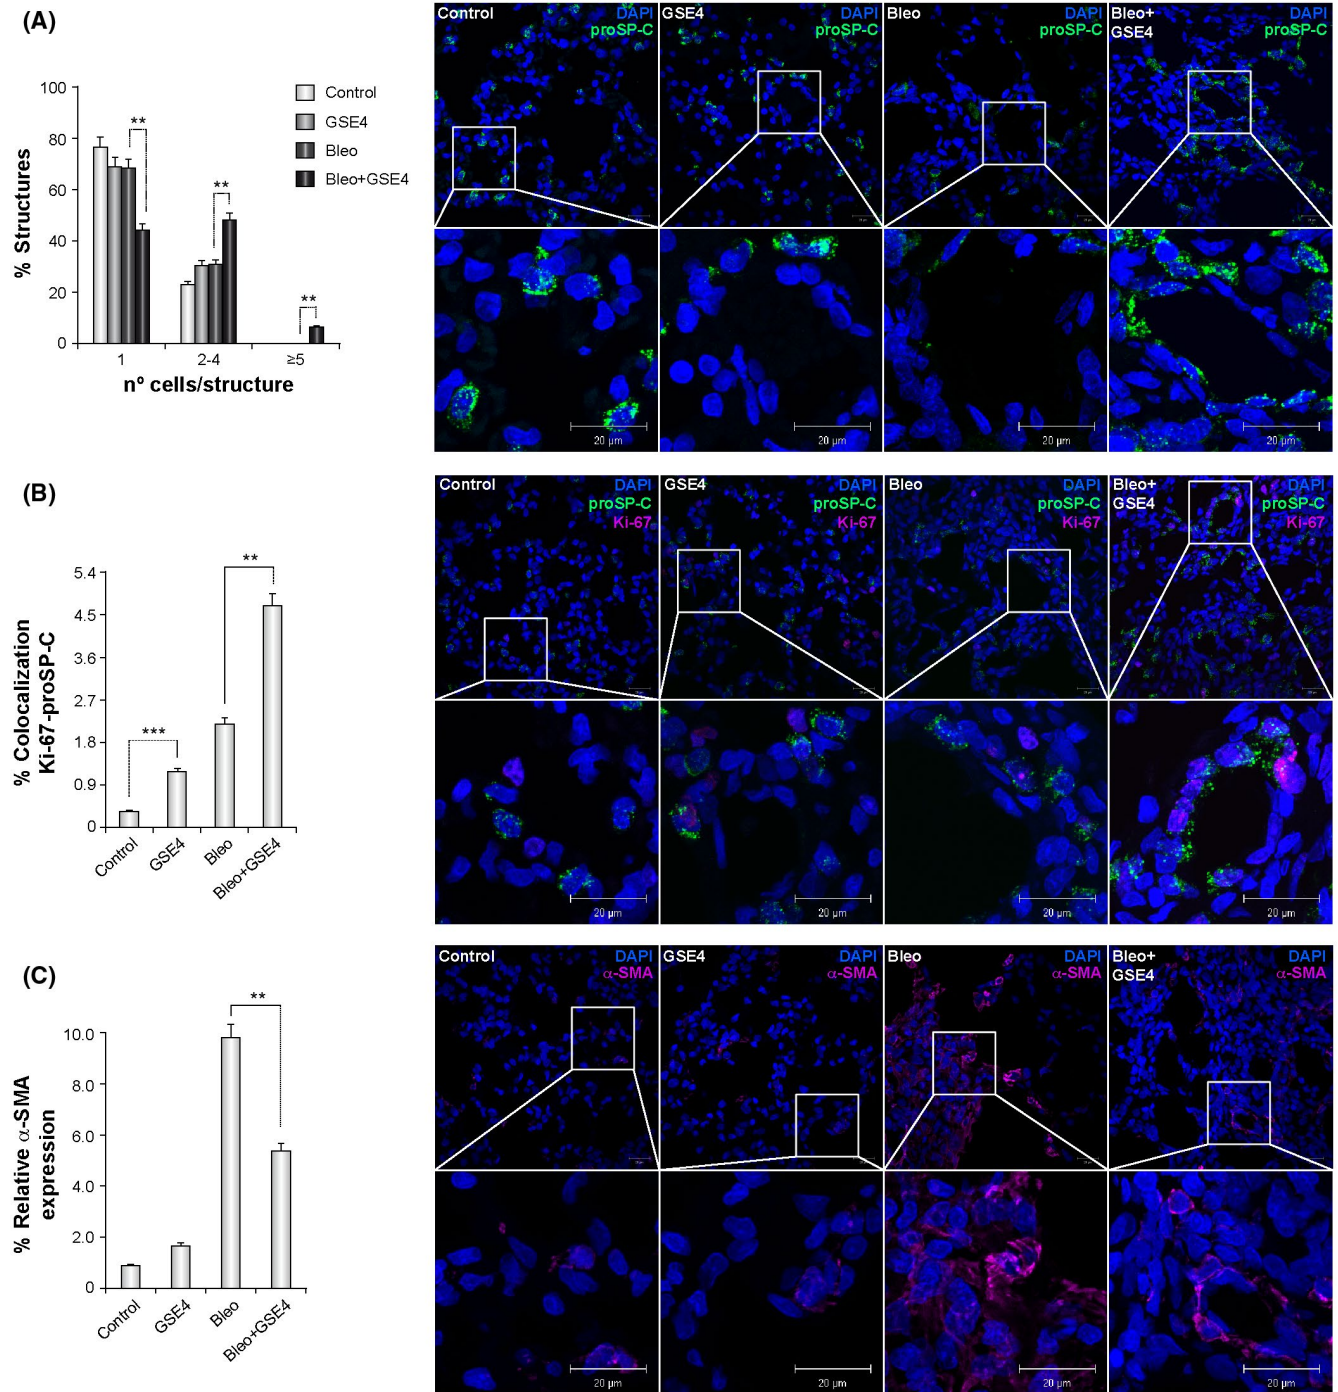 (A)
% Structures
100
80
60
40
20
0
**
**
**
1
2-4
≥5
nº cells/structure
Control
GSE4
Bleo
Bleo+GSE4
Control
DAPI
proSP-C
GSE4
DAPI
proSP-C
Bleo
DAPI
proSP-C
Bleo+
GSE4
DAPI
proSP-C
20 µm
20 µm
20 µm
20 µm
(B)
% Colocalization
Ki-67-proSP-C
5.4
4.5
3.6
2.7
1.8
0.9
0
***
**
Control
GSE4
Bleo
Bleo+GSE4
Control
DAPI
proSP-C
Ki-67
GSE4
DAPI
proSP-C
Ki-67
Bleo
DAPI
proSP-C
Ki-67
Bleo+
GSE4
DAPI
proSP-C
Ki-67
20 µm
20 µm
20 µm
20 µm
(C)
% Relative α-SMA
expression
10.0
8.0
6.0
4.0
2.0
0
**
Control
GSE4
Bleo
Bleo+GSE4
Control
DAPI
α-SMA
GSE4
DAPI
α-SMA
Bleo
DAPI
α-SMA
Bleo+
GSE4
DAPI
α-SMA
20 µm
20 µm
20 µm
20 µm